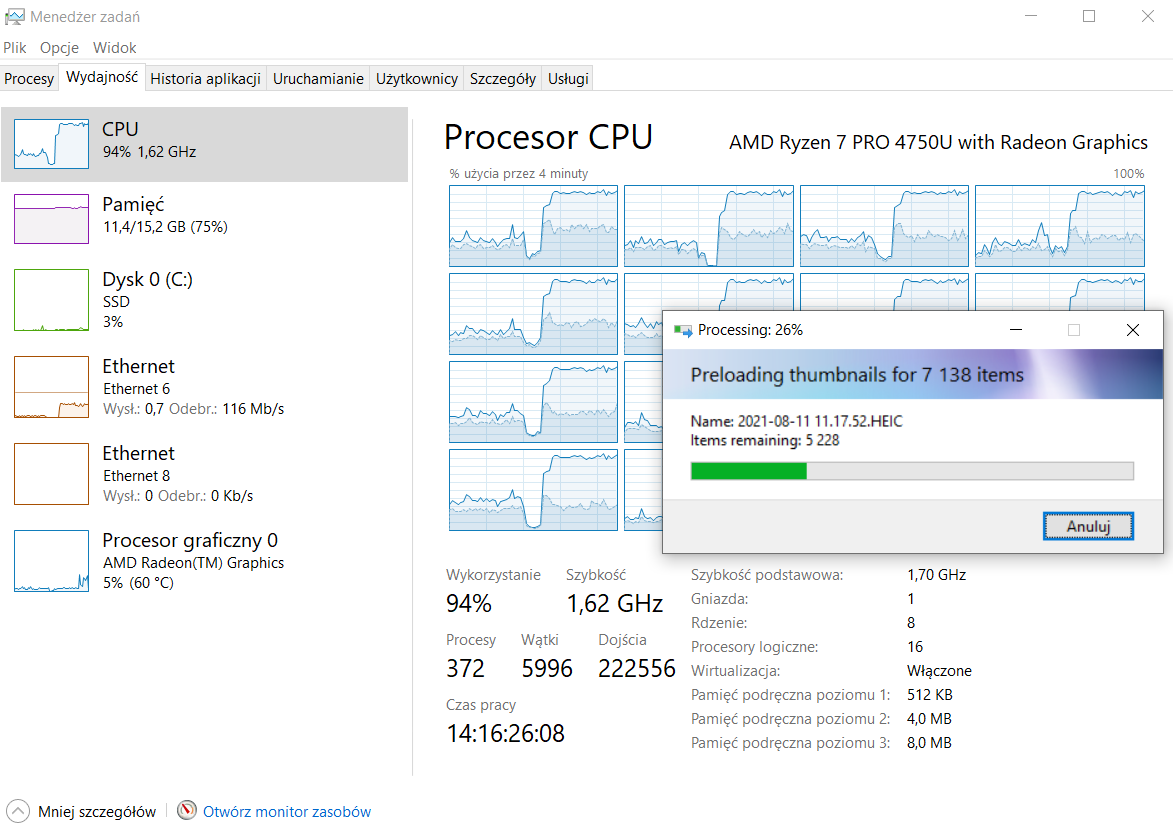 Menedżer zadań
Plik Opcje Widok
Procesy Wydajność Historia aplikacji Uruchamianie Użytkownicy Szczegóły Usługi
CPU
94% 1,62 GHz
Pamięć
11,4/15,2 GB (75%)
Dysk 0 (C:)
SSD
3%
Ethernet
Ethernet 6
Wysł.: 0,7 Odebr.: 116 Mb/s
Ethernet
Ethernet 8
Wysł.: 0 Odebr.: 0 Kb/s
Procesor graficzny 0
AMD Radeon(TM) Graphics
5% (60 °C)
Procesor CPU
AMD Ryzen 7 PRO 4750U with Radeon Graphics
% użycia przez 4 minuty 100%
Processing: 26%
Preloading thumbnails for 7 138 items
Name: 2021-08-11 11.17.52.HEIC
Items remaining: 5 228
Anuluj
Wykorzystanie Szybkość
94% 1,62 GHz
Procesy Wątki Dojścia
372 5996 222556
Czas pracy
14:16:26:08
Szybkość podstawowa: 1,70 GHz
Gniazda: 1
Rdzenie: 8
Procesory logiczne: 16
Wirtualizacja: Włączone
Pamięć podręczna poziomu 1: 512 KB
Pamięć podręczna poziomu 2: 4,0 MB
Pamięć podręczna poziomu 3: 8,0 MB
Mniej szczegółów Otwórz monitor zasobów